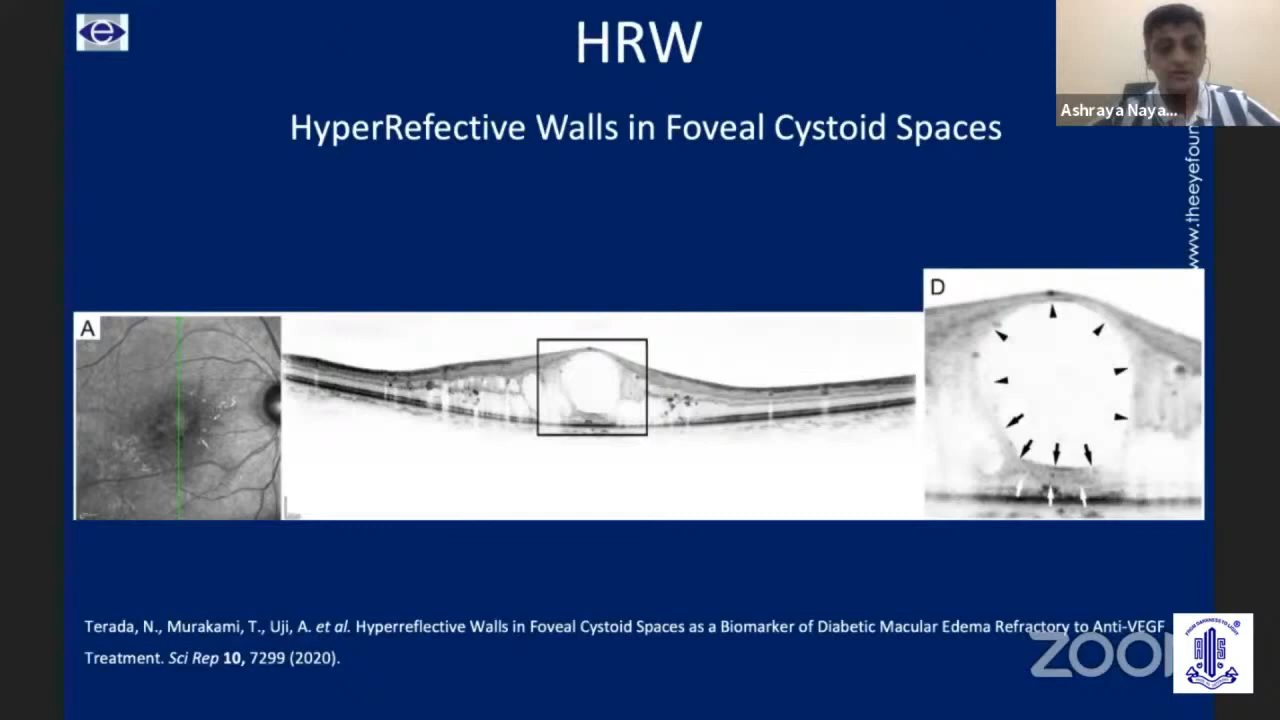 HRW
HyperRefective Walls in Foveal Cystoid Spaces
Ashraya Naya...
www.theeyefoun
A
D
Terada, N., Murakami, T., Uji, A. et al. Hyperreflective Walls in Foveal Cystoid Spaces as a Biomarker of Diabetic Macular Edema Refractory to Anti-VEGF
Treatment. Sci Rep 10, 7299 (2020).
zoom